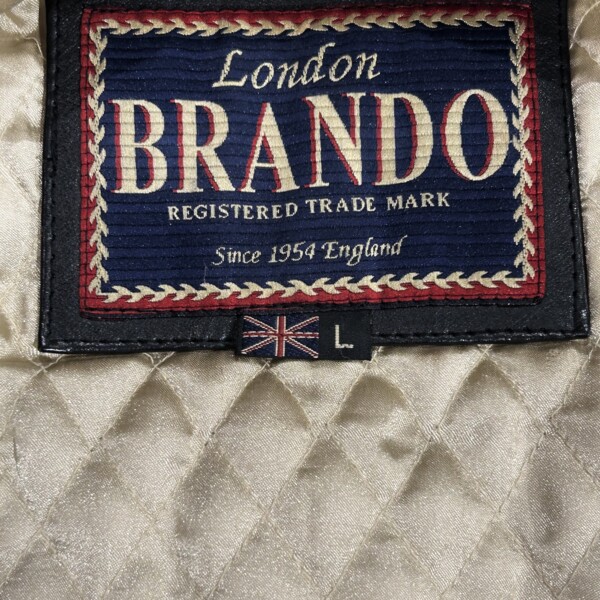 London
BRANDO
REGISTERED TRADE MARK
Since 1954 England
L